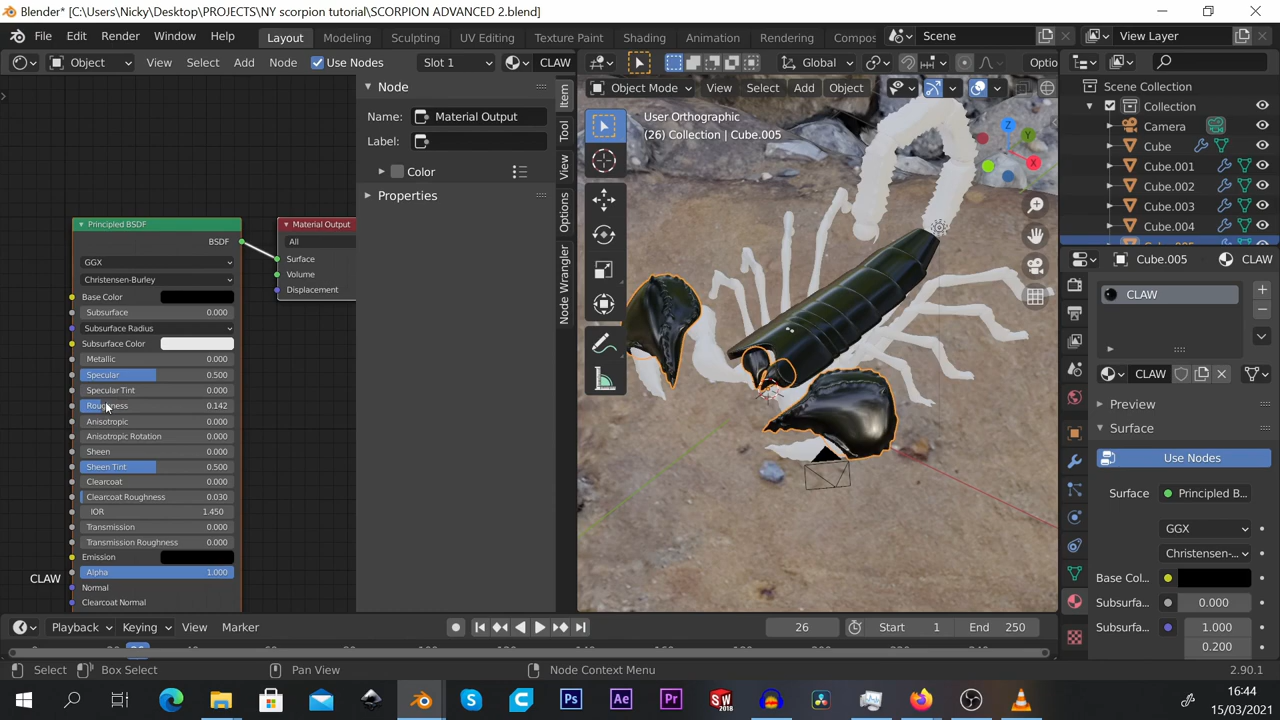 Blender* [C:\Users\Nicky\Desktop\PROJECTS\NY scorpion tutorial\SCORPION ADVANCED 2.blend]
File Edit Render Window Help Layout Modeling Sculpting UV Editing Texture Paint Shading Animation Rendering Compos Scene View Layer
Object View Select Add Node Use Nodes Slot 1 CLAW
Global Optio
Object Mode View Select Add Object
Node
Name: Material Output
Label:
Color
Properties
Item
Tool
View
Options
Node Wrangler
Principled BSDF
BSDF
GGX
Christensen-Burley
Base Color
Subsurface 0.000
Subsurface Radius
Subsurface Color
Metallic 0.000
Specular 0.500
Specular Tint 0.000
Roughness 0.142
Anisotropic 0.000
Anisotropic Rotation 0.000
Sheen 0.000
Sheen Tint 0.500
Clearcoat 0.000
Clearcoat Roughness 0.030
IOR 1.450
Transmission 0.000
Transmission Roughness 0.000
Emission
Alpha 1.000
Normal
Clearcoat Normal
CLAW
Material Output
All
Surface
Volume
Displacement
User Orthographic
(26) Collection | Cube.005
Z
Y
X
Scene Collection
Collection
Camera
Cube
Cube.001
Cube.002
Cube.003
Cube.004
Cube.005 CLAW
CLAW
CLAW
Preview
Surface
Use Nodes
Surface Principled B...
GGX
Christensen-...
Base Col...
Subsurfa... 0.000
Subsurfa... 1.000
0.200
Playback Keying View Marker 26 Start 1 End 250
Select Box Select Pan View Node Context Menu 2.90.1
16:44
15/03/2021